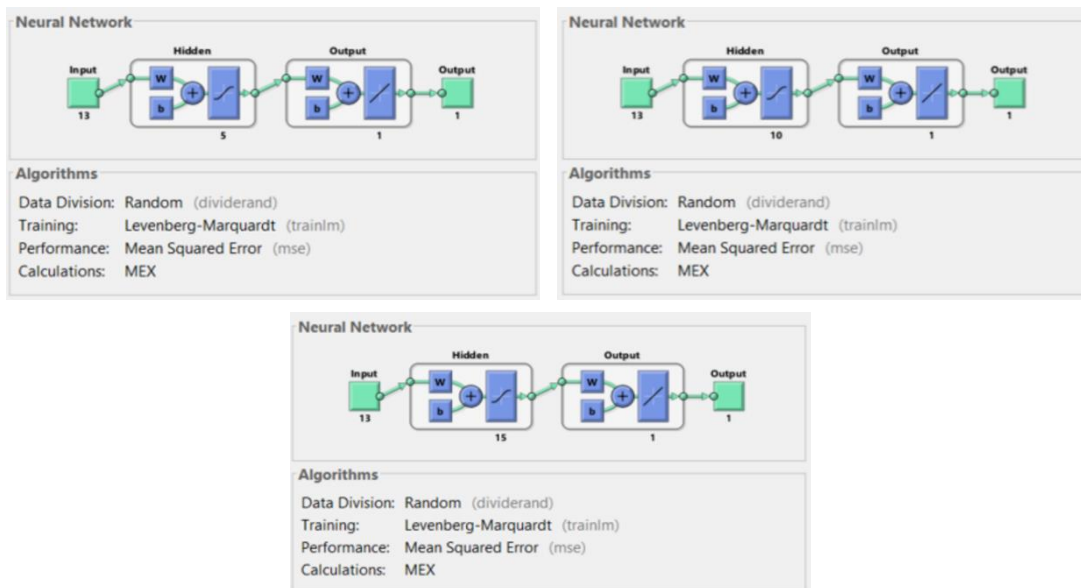 Neural Network
Hidden Output
Input Output
W W
b b
13 5 1 1
Algorithms
Data Division: Random (dividerand)
Training: Levenberg-Marquardt (trainlm)
Performance: Mean Squared Error (mse)
Calculations: MEX
Neural Network
Hidden Output
Input Output
W W
b b
13 10 1 1
Algorithms
Data Division: Random (dividerand)
Training: Levenberg-Marquardt (trainlm)
Performance: Mean Squared Error (mse)
Calculations: MEX
Neural Network
Hidden Output
Input Output
W W
b b
13 15 1 1
Algorithms
Data Division: Random (dividerand)
Training: Levenberg-Marquardt (trainlm)
Performance: Mean Squared Error (mse)
Calculations: MEX